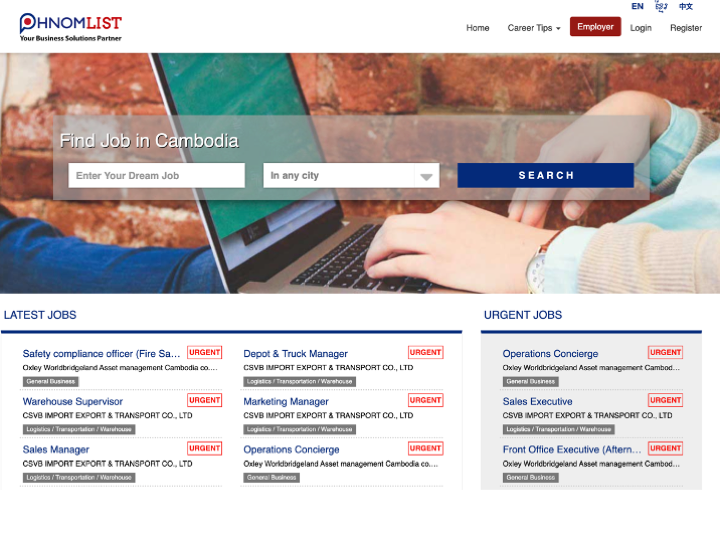 EN ខ្មែរ 中文
PHNOMLIST
Your Business Solutions Partner
Home Career Tips Employer Login Register
Find Job in Cambodia
Enter Your Dream Job In any city SEARCH
LATEST JOBS
Safety compliance officer (Fire Sa... URGENT
Oxley Worldbridgeland Asset management Cambodia co....
General Business
Depot & Truck Manager URGENT
CSVB IMPORT EXPORT & TRANSPORT CO., LTD
Logistics / Transportation / Warehouse
Warehouse Supervisor URGENT
CSVB IMPORT EXPORT & TRANSPORT CO., LTD
Logistics / Transportation / Warehouse
Marketing Manager URGENT
CSVB IMPORT EXPORT & TRANSPORT CO., LTD
Logistics / Transportation / Warehouse
Sales Manager URGENT
CSVB IMPORT EXPORT & TRANSPORT CO., LTD
Logistics / Transportation / Warehouse
Operations Concierge URGENT
Oxley Worldbridgeland Asset management Cambodia co....
General Business
URGENT JOBS
Operations Concierge URGENT
Oxley Worldbridgeland Asset management Cambod...
General Business
Sales Executive URGENT
CSVB IMPORT EXPORT & TRANSPORT CO., LTD
Logistics / Transportation / Warehouse
Front Office Executive (Aftern... URGENT
Oxley Worldbridgeland Asset management Cambod...
General Business